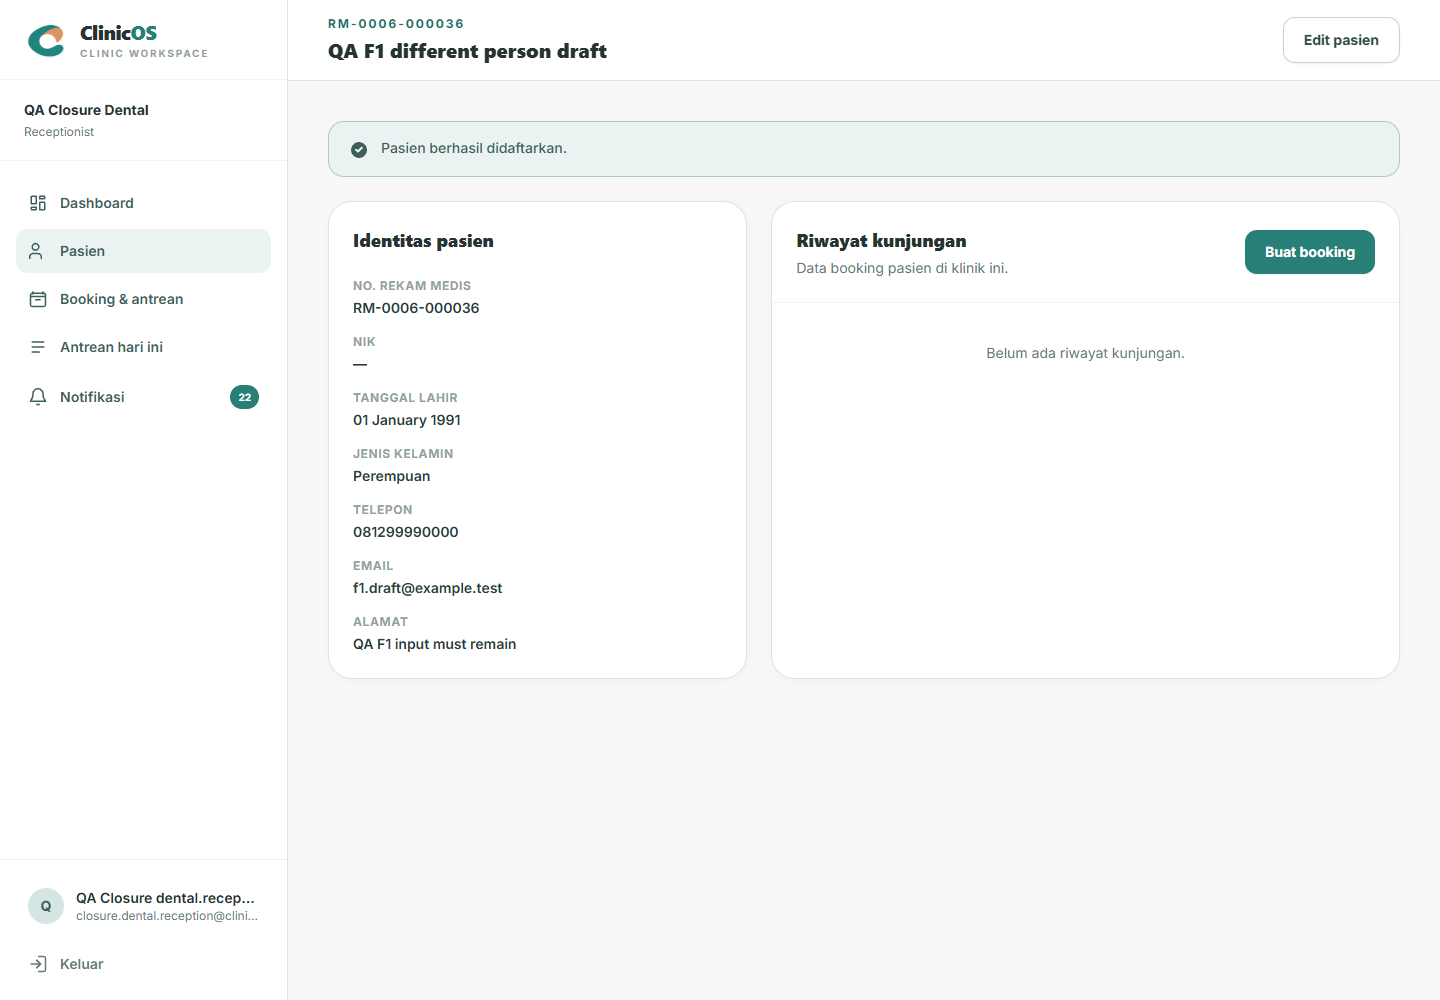 ClinicOS
CLINIC WORKSPACE
QA Closure Dental
Receptionist
Dashboard
Pasien
Booking & antrean
Antrean hari ini
Notifikasi
22
Q
QA Closure dental.recep...
closure.dental.reception@clini...
Keluar
RM-0006-000036
QA F1 different person draft
Edit pasien
Pasien berhasil didaftarkan.
Identitas pasien
NO. REKAM MEDIS
RM-0006-000036
NIK
—
TANGGAL LAHIR
01 January 1991
JENIS KELAMIN
Perempuan
TELEPON
081299990000
EMAIL
f1.draft@example.test
ALAMAT
QA F1 input must remain
Riwayat kunjungan
Data booking pasien di klinik ini.
Buat booking
Belum ada riwayat kunjungan.